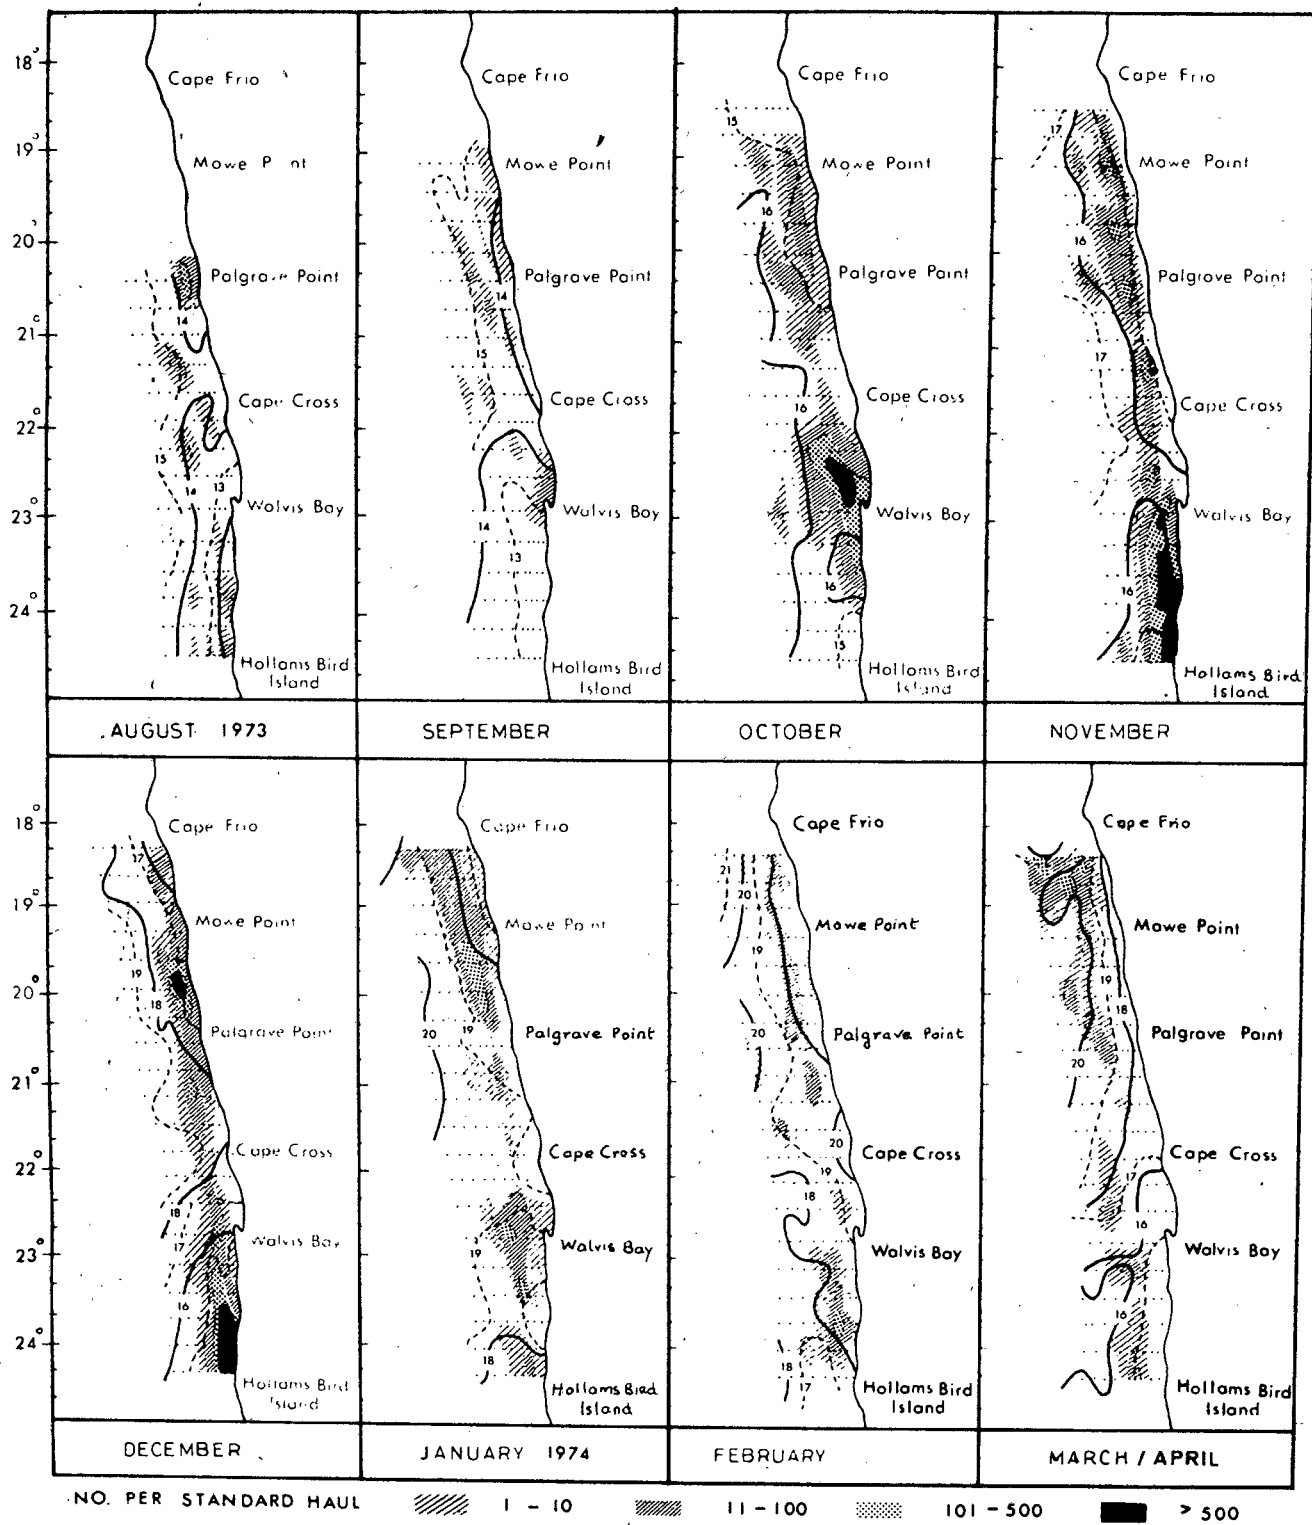 18°
19°
20°
21°
22°
23°
24°
Cape Frio
Mowe P nt
Palgrave Point
14
Cape Cross
15
14
13
Walvis Bay
Hollams Bird
Island
AUGUST 1973
Cape Frio
Mowe Point
Palgrave Point
14
15
Cape Cross
Walvis Bay
14
13
Hollams Bird
Island
SEPTEMBER
Cape Frio
15
Mowe Point
16
Palgrave Point
Cape Cross
16
Walvis Bay
16
15
Hollams Bird
Island
OCTOBER
Cape Frio
17
Mowe Point
16
Palgrave Point
17
Cape Cross
Walvis Bay
16
Hollams Bird
Island
NOVEMBER
18°
19°
20°
21°
22°
23°
24°
Cape Frio
17
Mowe Point
19
18
Palgrave Point
Cape Cross
18
17
Walvis Bay
16
Hollams Bird
Island
DECEMBER
Cape Frio
Mowe Point
20
19
Palgrave Point
Cape Cross
19
Walvis Bay
18
Hollams Bird
Island
JANUARY 1974
Cape Frio
21
20
Mowe Point
19
20
Palgrave Point
20
Cape Cross
19
18
Walvis Bay
18
17
Hollams Bird
Island
FEBRUARY
Cape Frio
Mowe Point
19
18
Palgrave Point
20
Cape Cross
17
16
Walvis Bay
16
Hollams Bird
Island
MARCH / APRIL
NO. PER STANDARD HAUL 1 - 10 11-100 101 - 500 > 500